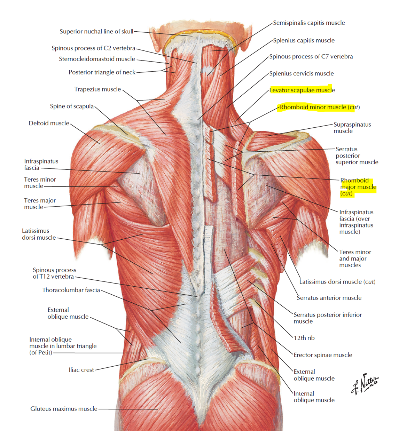 Superior nuchal line of skull
Spinous process of C2 vertebra
Sternocleidomastoid muscle
Posterior triangle of neck
Trapezius muscle
Spine of scapula
Deltoid muscle
Infraspinatus
fascia
Teres minor
muscle
Teres major
muscle
Latissimus
dorsi muscle
Spinous process
of T12 vertebra
Thoracolumbar fascia
External
oblique muscle
Internal oblique
muscle in lumbar triangle
(of Petit)
Iliac crest
Gluteus maximus muscle
Semispinalis capitis muscle
Splenius capitis muscle
Spinous process of C7 vertebra
Splenius cervicis muscle
Levator scapulae muscle
Rhomboid minor muscle (cut)
Supraspinatus
muscle
Serratus
posterior
superior muscle
Rhomboid
major muscle
(cut)
Infraspinatus
fascia (over
infraspinatus
muscle)
Teres minor
and major
muscles
Latissimus dorsi muscle (cut)
Serratus anterior muscle
Serratus posterior inferior
muscle
12th rib
Erector spinae muscle
External
oblique muscle
Internal
oblique muscle